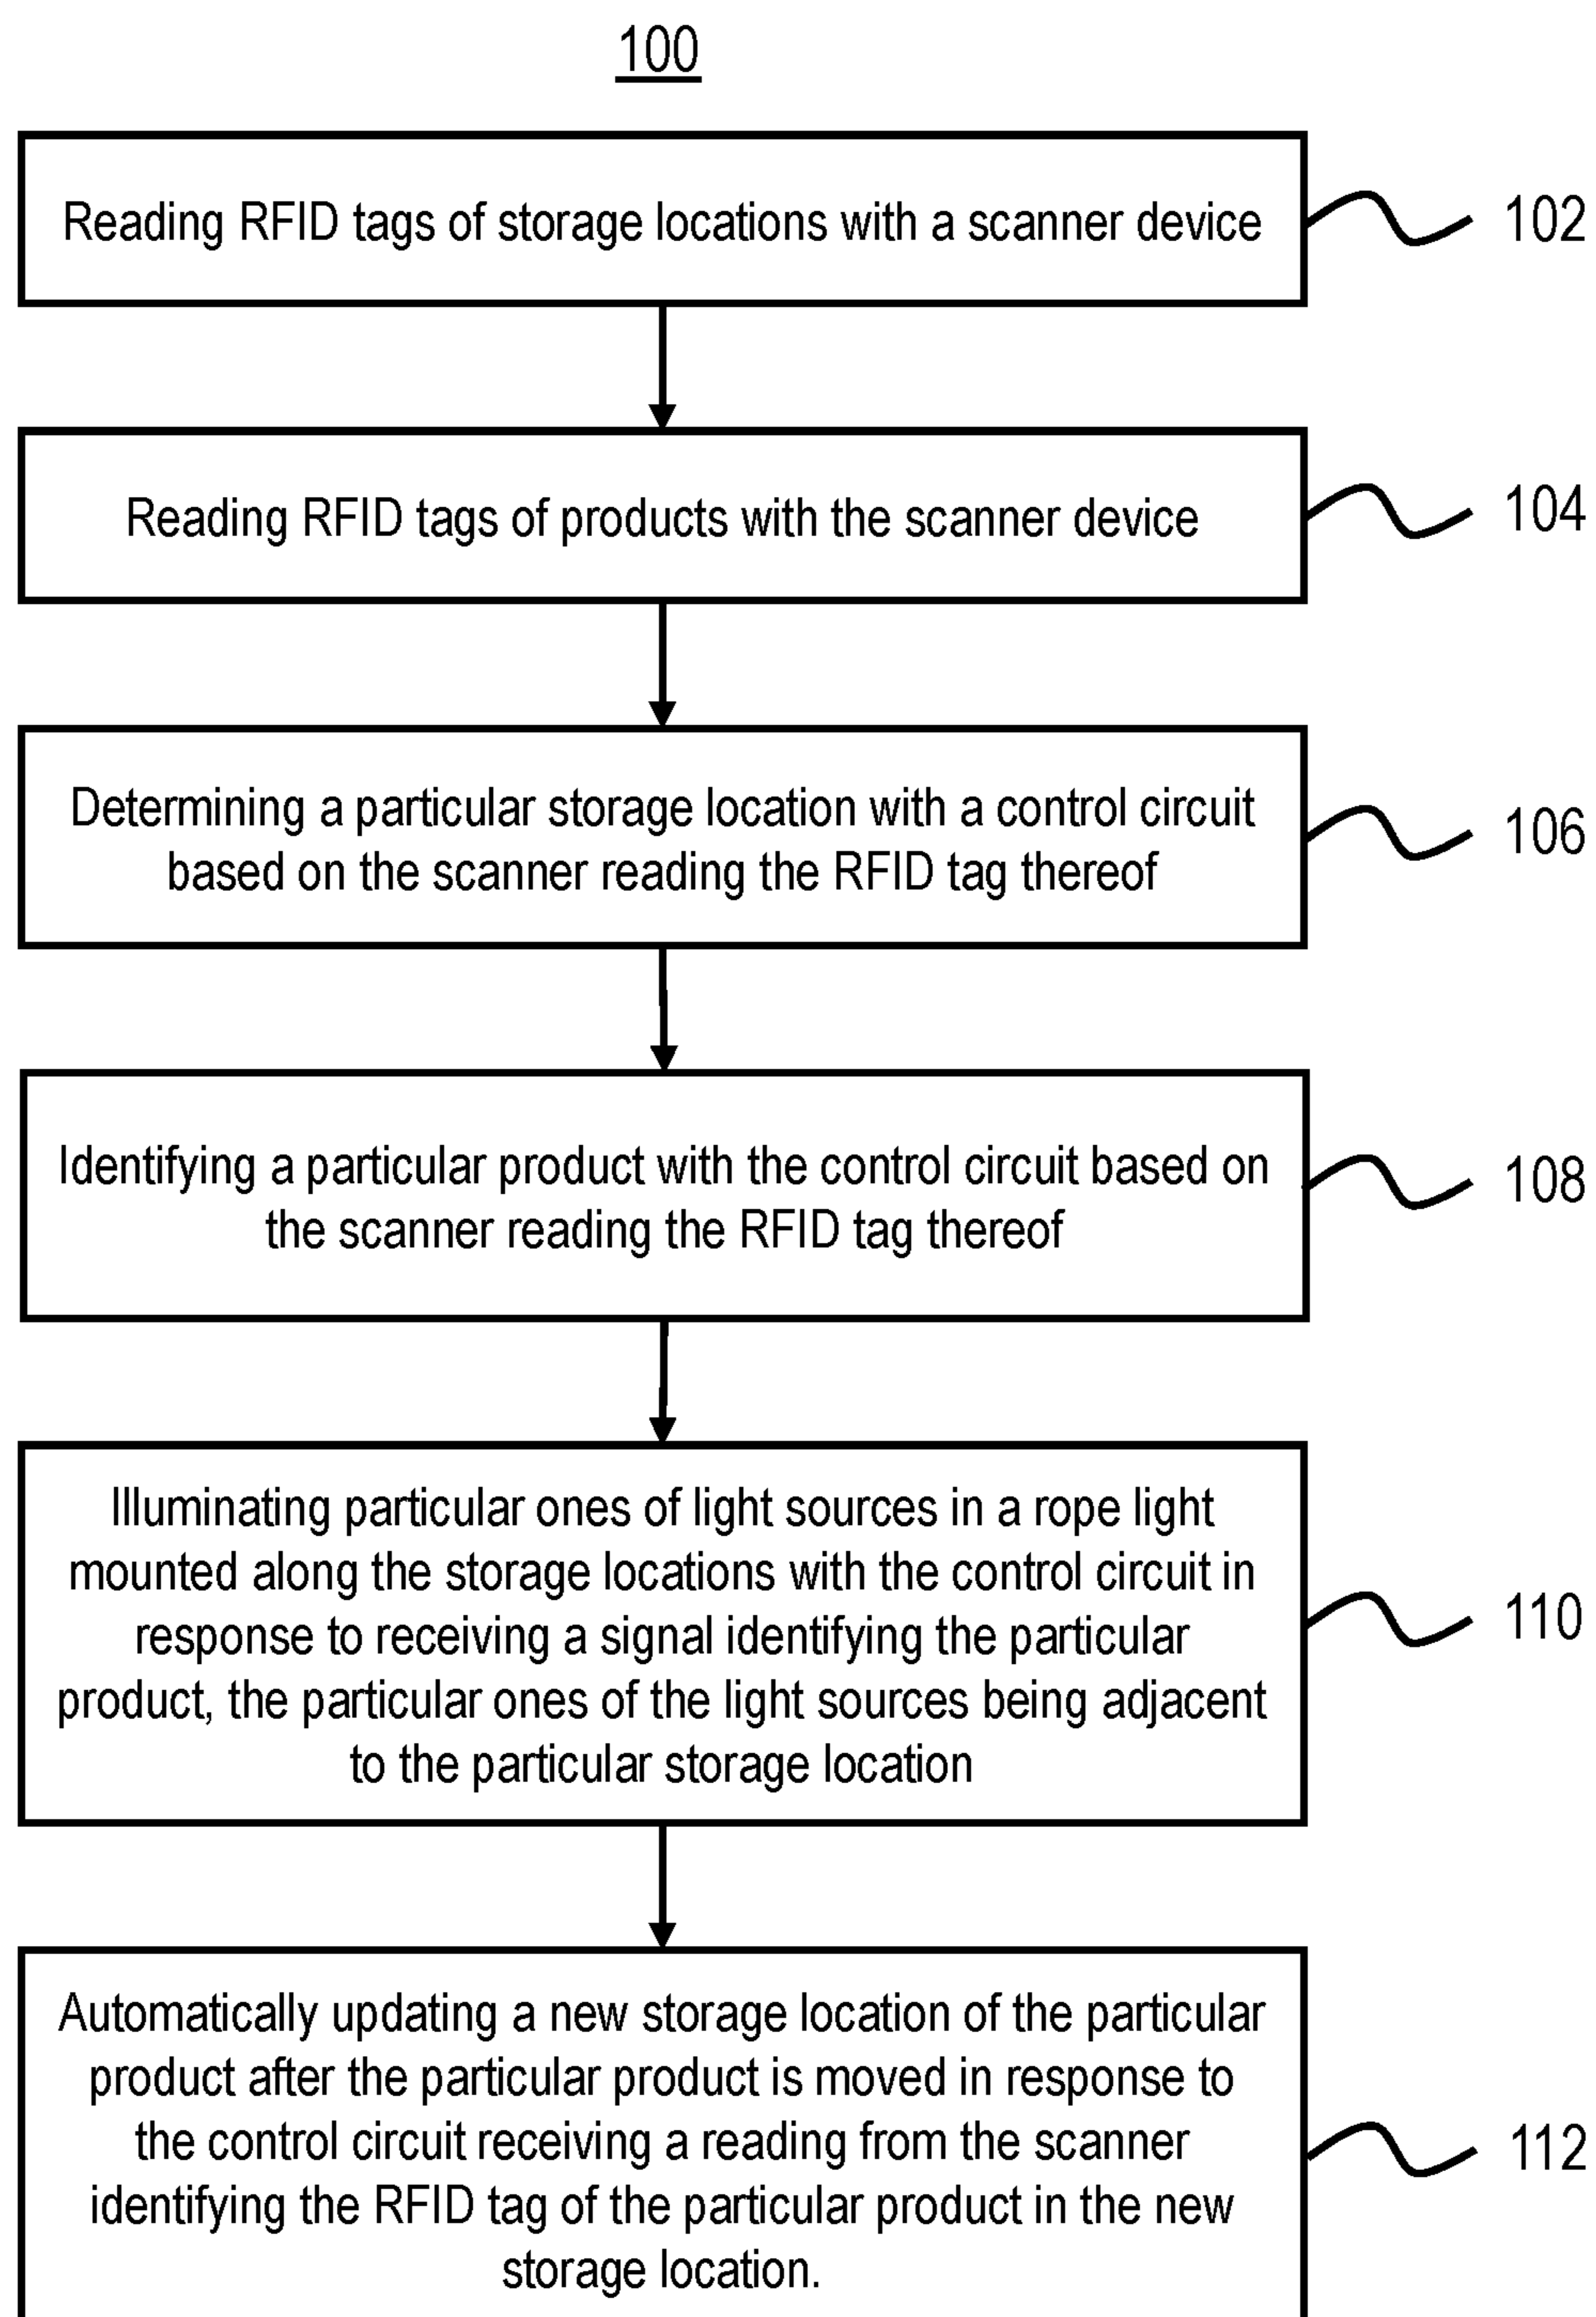 100
Reading RFID tags of storage locations with a scanner device
102
Reading RFID tags of products with the scanner device
104
Determining a particular storage location with a control circuit
based on the scanner reading the RFID tag thereof
106
Identifying a particular product with the control circuit based on
the scanner reading the RFID tag thereof
108
Illuminating particular ones of light sources in a rope light
mounted along the storage locations with the control circuit in
response to receiving a signal identifying the particular
product, the particular ones of the light sources being adjacent
to the particular storage location
110
Automatically updating a new storage location of the particular
product after the particular product is moved in response to
the control circuit receiving a reading from the scanner
identifying the RFID tag of the particular product in the new
storage location.
112